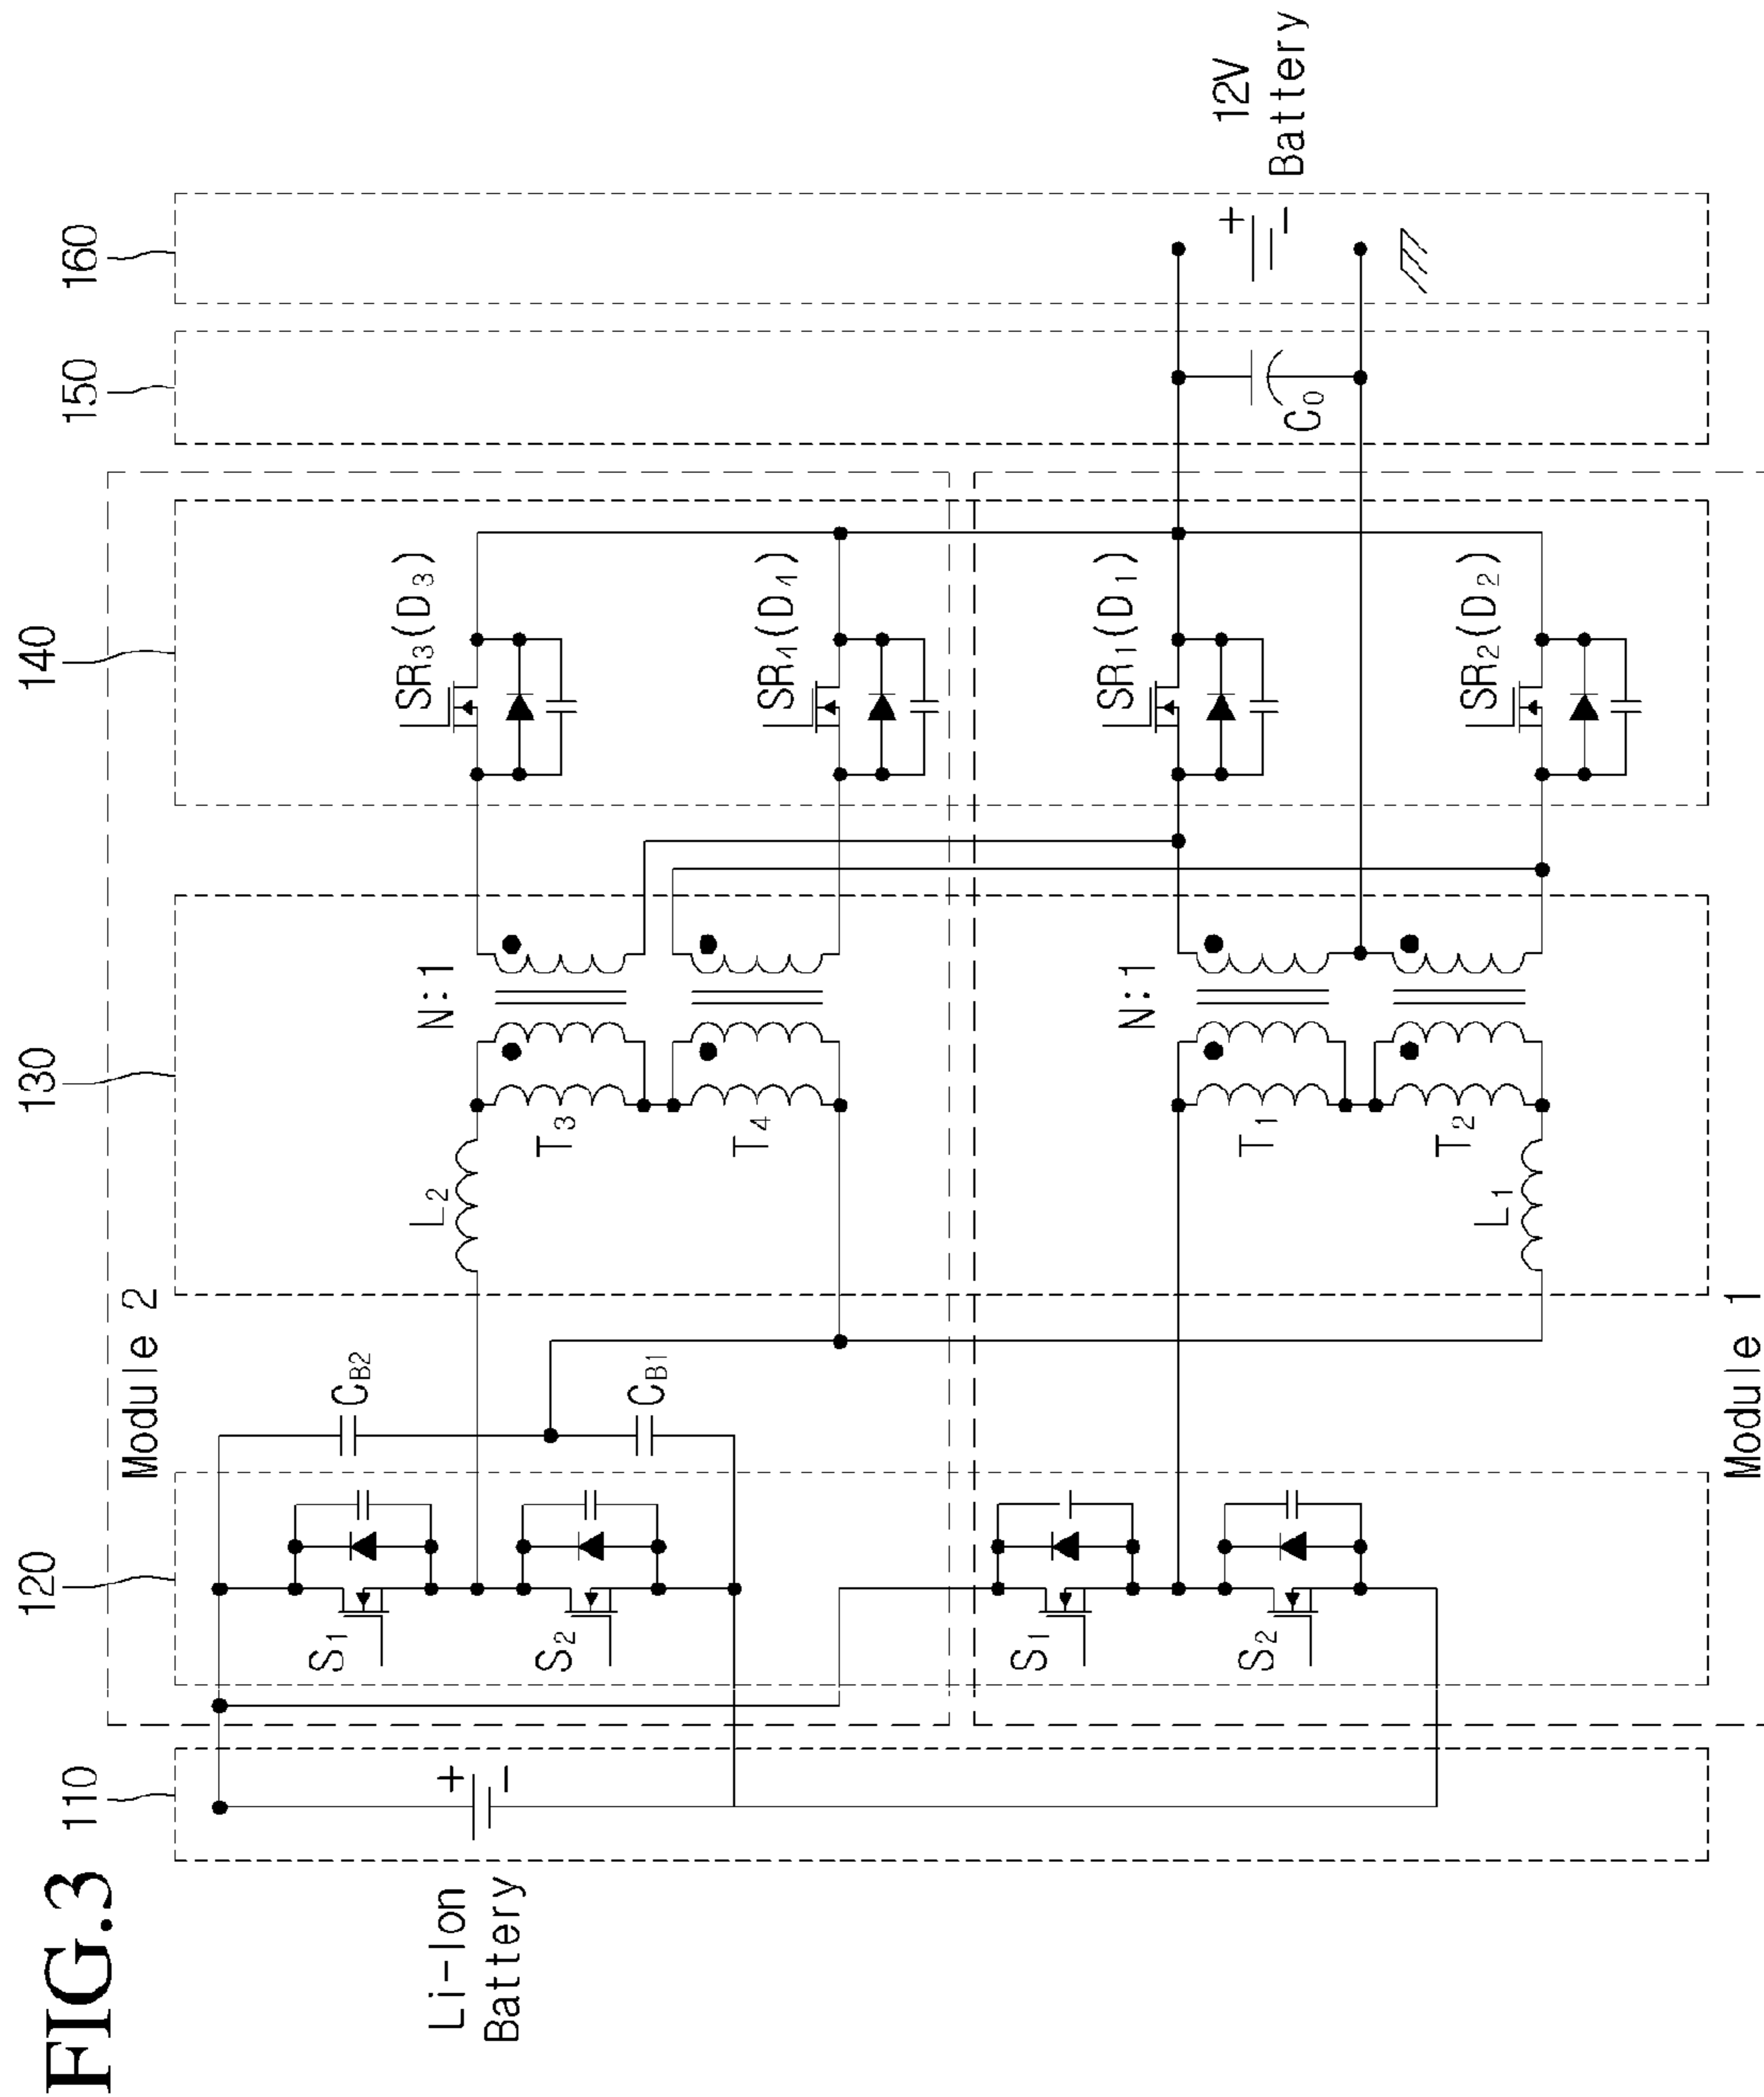 FIG.3
110
120
130
140
150
160
Module 2
Li-Ion
Battery
+
−
S1
S2
CB2
CB1
L2
T3
T4
N:1
SR3(D3)
SR4(D4)
S1
S2
L1
T1
T2
N:1
SR1(D1)
SR2(D2)
C0
+
−
12V
Battery
Module 1